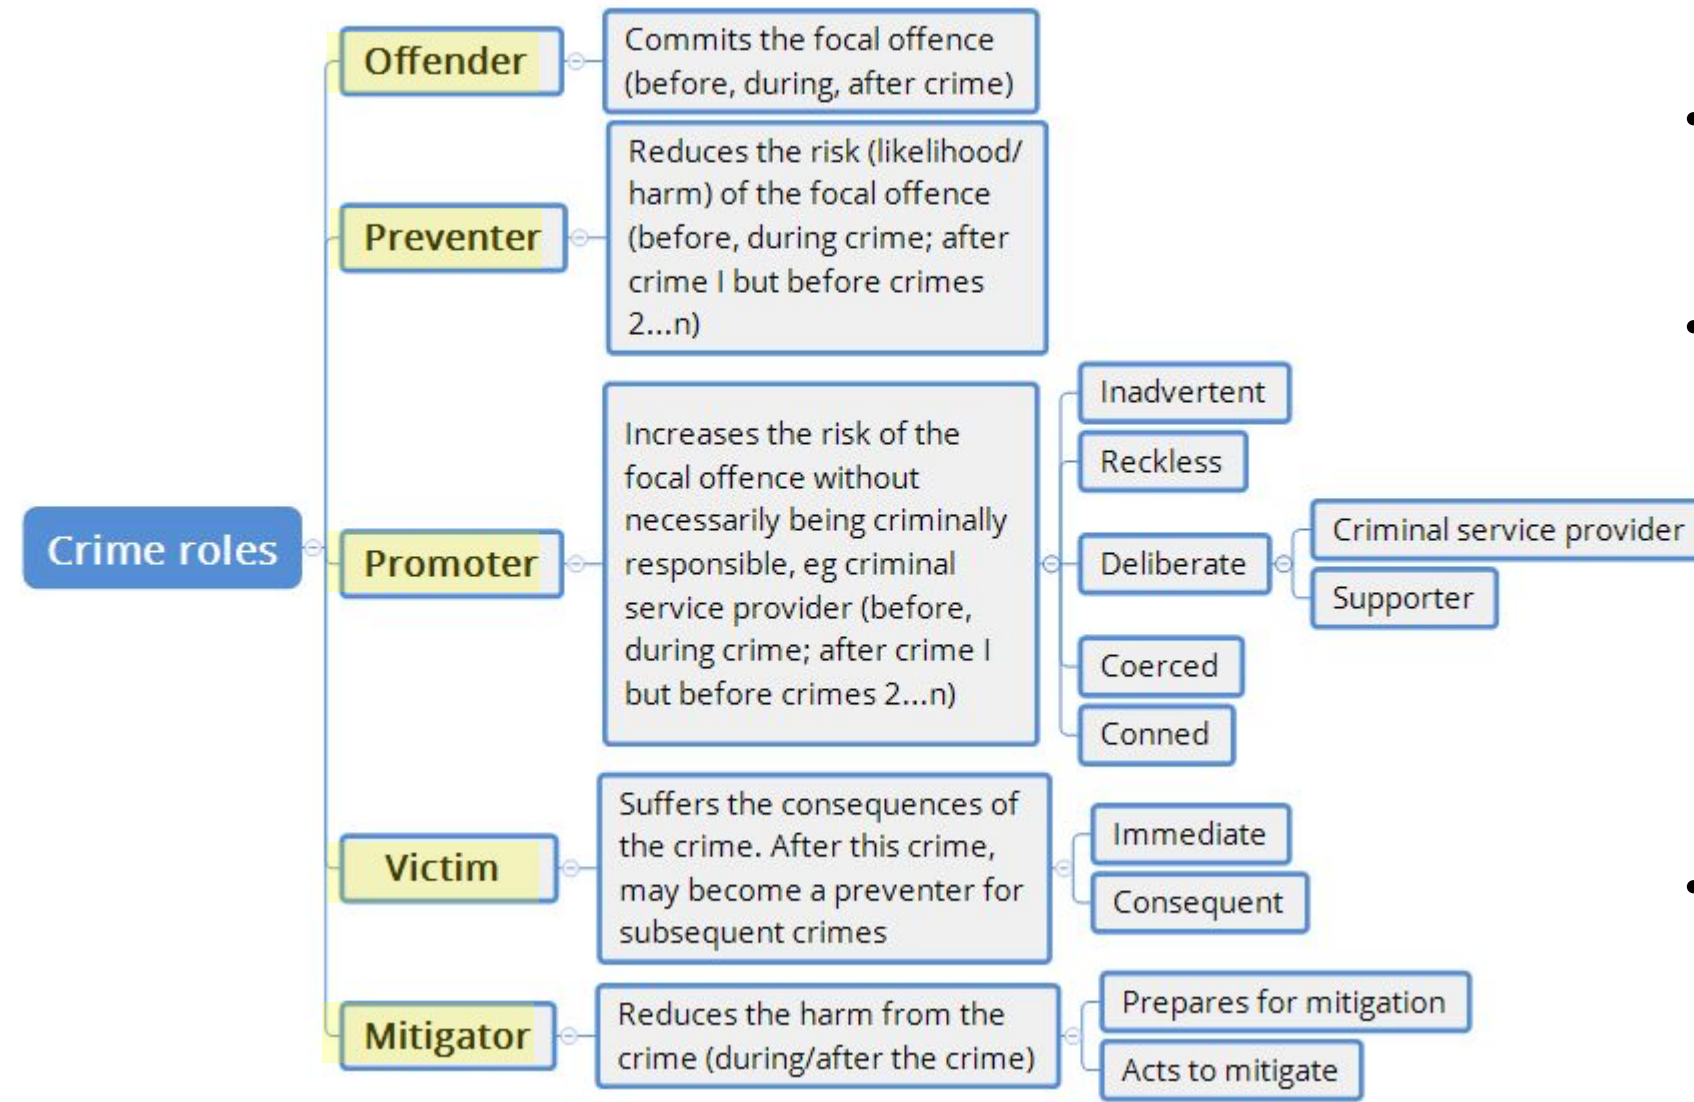 Crime roles
Offender
Commits the focal offence
(before, during, after crime)
Preventer
Reduces the risk (likelihood/
harm) of the focal offence
(before, during crime; after
crime I but before crimes
2...n)
Promoter
Increases the risk of the
focal offence without
necessarily being criminally
responsible, eg criminal
service provider (before,
during crime; after crime I
but before crimes 2...n)
Inadvertent
Reckless
Deliberate
Criminal service provider
Supporter
Coerced
Conned
Victim
Suffers the consequences of
the crime. After this crime,
may become a preventer for
subsequent crimes
Immediate
Consequent
Mitigator
Reduces the harm from the
crime (during/after the crime)
Prepares for mitigation
Acts to mitigate